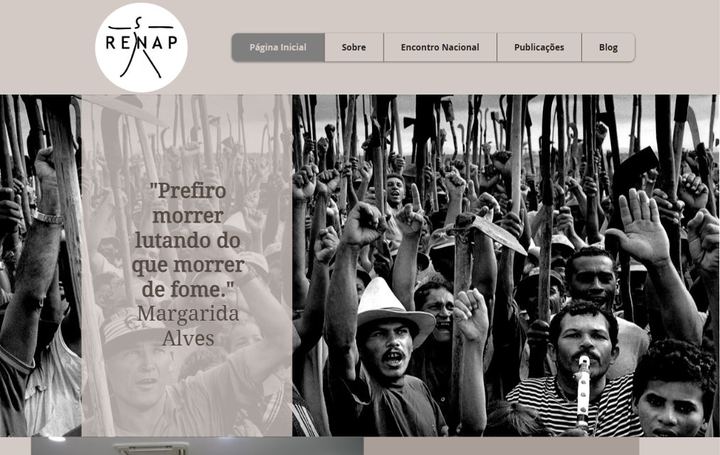 RENAP
Página Inicial
Sobre
Encontro Nacional
Publicações
Blog
"Prefiro
morrer
lutando do
que morrer
de fome."
Margarida
Alves